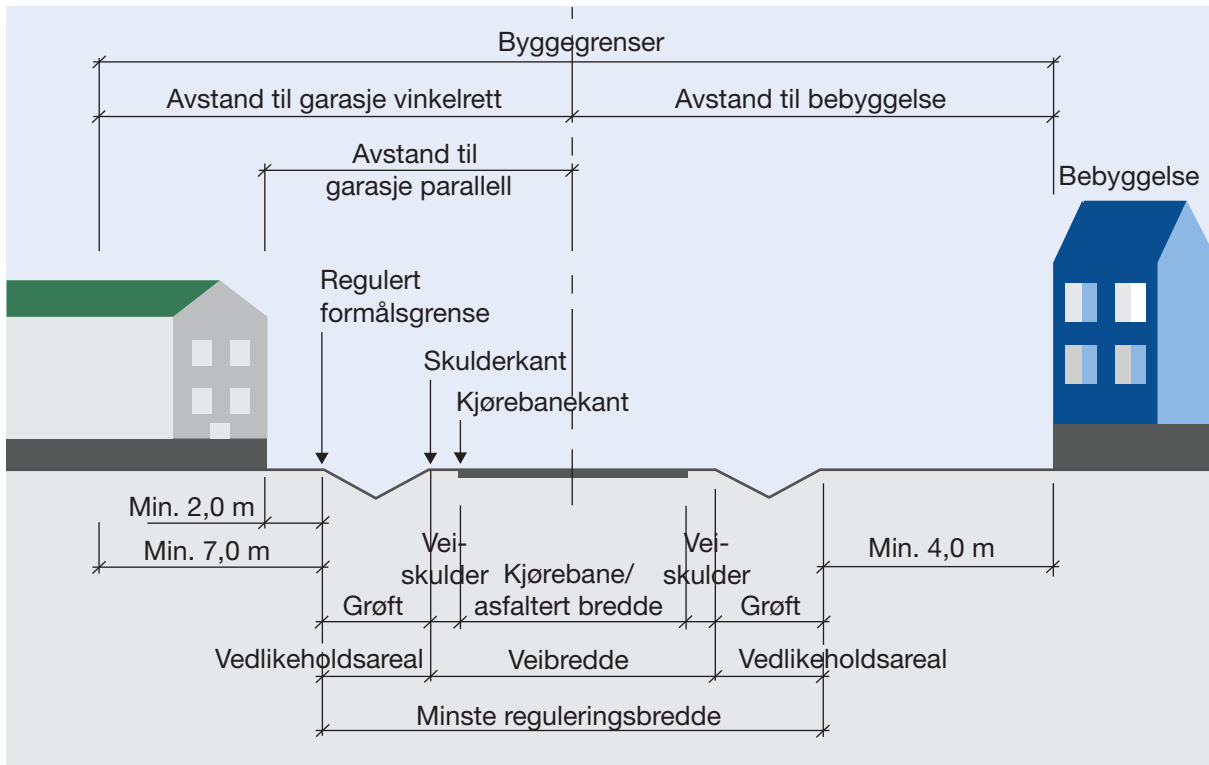 Byggegrenser
Avstand til garasje vinkelrett
Avstand til bebyggelse
Avstand til
garasje parallell
Bebyggelse
Regulert
formålsgrense
Skulderkant
Kjørebanekant
Min. 2,0 m
Min. 7,0 m
Vei-
skulder
Kjørebane/
asfaltert bredde
Vei-
skulder
Min. 4,0 m
Grøft
Grøft
Vedlikeholdsareal
Veibredde
Vedlikeholdsareal
Minste reguleringsbredde